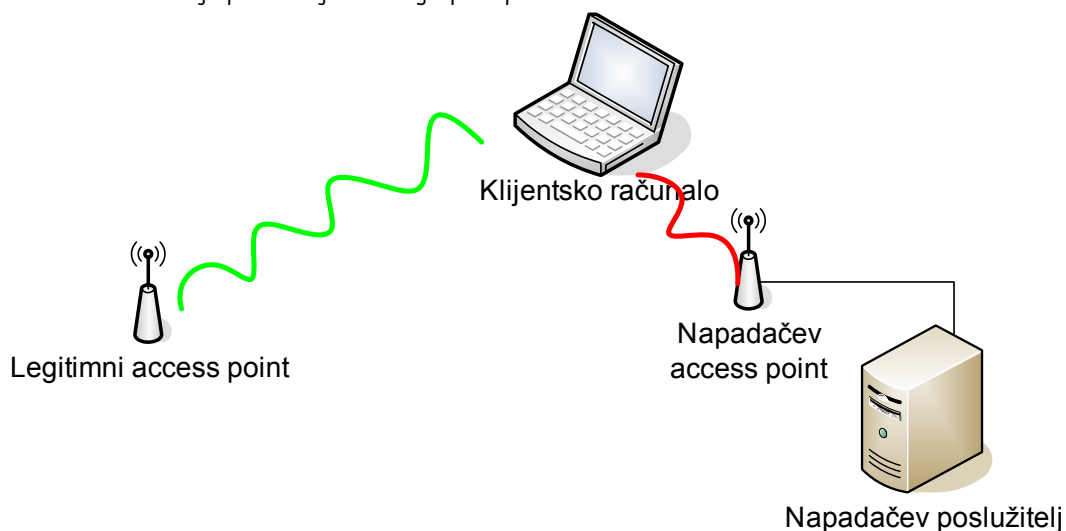 Klijentsko računalo
Legitimni access point
Napadačev
access point
Napadačev poslužitelj